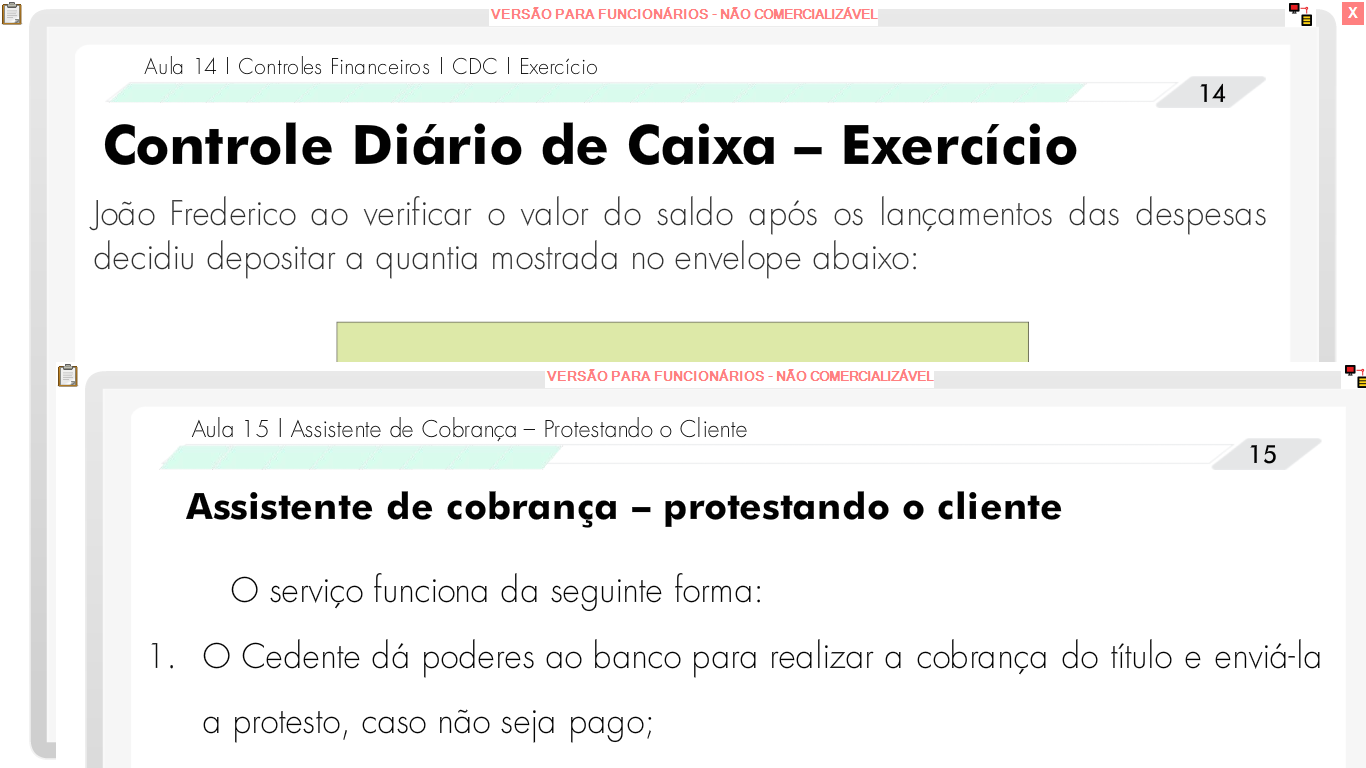 VERSÃO PARA FUNCIONÁRIOS - NÃO COMERCIALIZÁVEL
X
Aula 14 | Controles Financeiros | CDC | Exercício
14
Controle Diário de Caixa – Exercício
João Frederico ao verificar o valor do saldo após os lançamentos das despesas
decidiu depositar a quantia mostrada no envelope abaixo:
VERSÃO PARA FUNCIONÁRIOS - NÃO COMERCIALIZÁVEL
Aula 15 | Assistente de Cobrança – Protestando o Cliente
15
Assistente de cobrança – protestando o cliente
O serviço funciona da seguinte forma:
1. O Cedente dá poderes ao banco para realizar a cobrança do título e enviá-la
a protesto, caso não seja pago;